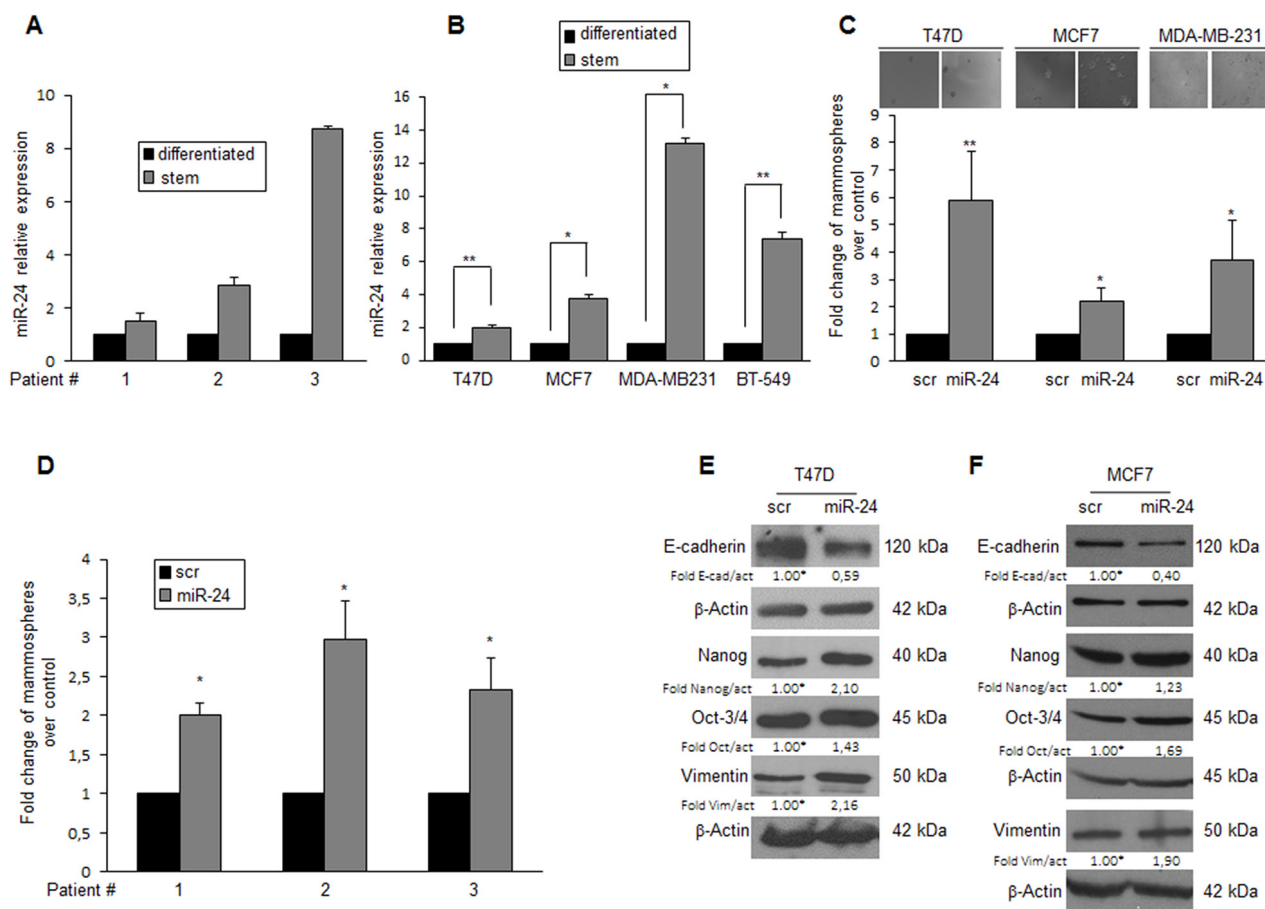 A
miR-24 relative expression
10
8
6
4
2
0
differentiated
stem
Patient #
1
2
3
B
differentiated
stem
miR-24 relative expression
16
14
12
10
8
6
4
2
0
**
*
*
**
T47D
MCF7
MDA-MB231
BT-549
C
T47D
MCF7
MDA-MB-231
Fold change of mammospheres
over control
9
8
7
6
5
4
3
2
1
0
**
*
*
scr miR-24
scr miR-24
scr miR-24
D
Fold change of mammospheres
over control
4
3,5
3
2,5
2
1,5
1
0,5
0
scr
miR-24
*
*
*
Patient #
1
2
3
E
T47D
scr miR-24
E-cadherin 120 kDa
Fold E-cad/act 1.00* 0,59
β-Actin 42 kDa
Nanog 40 kDa
Fold Nanog/act 1.00* 2,10
Oct-3/4 45 kDa
Fold Oct/act 1.00* 1,43
Vimentin 50 kDa
Fold Vim/act 1.00* 2,16
β-Actin 42 kDa
F
MCF7
scr miR-24
E-cadherin 120 kDa
Fold E-cad/act 1.00* 0,40
β-Actin 42 kDa
Nanog 40 kDa
Fold Nanog/act 1.00* 1,23
Oct-3/4 45 kDa
Fold Oct/act 1.00* 1,69
β-Actin 45 kDa
Vimentin 50 kDa
Fold Vim/act 1.00* 1,90
β-Actin 42 kDa